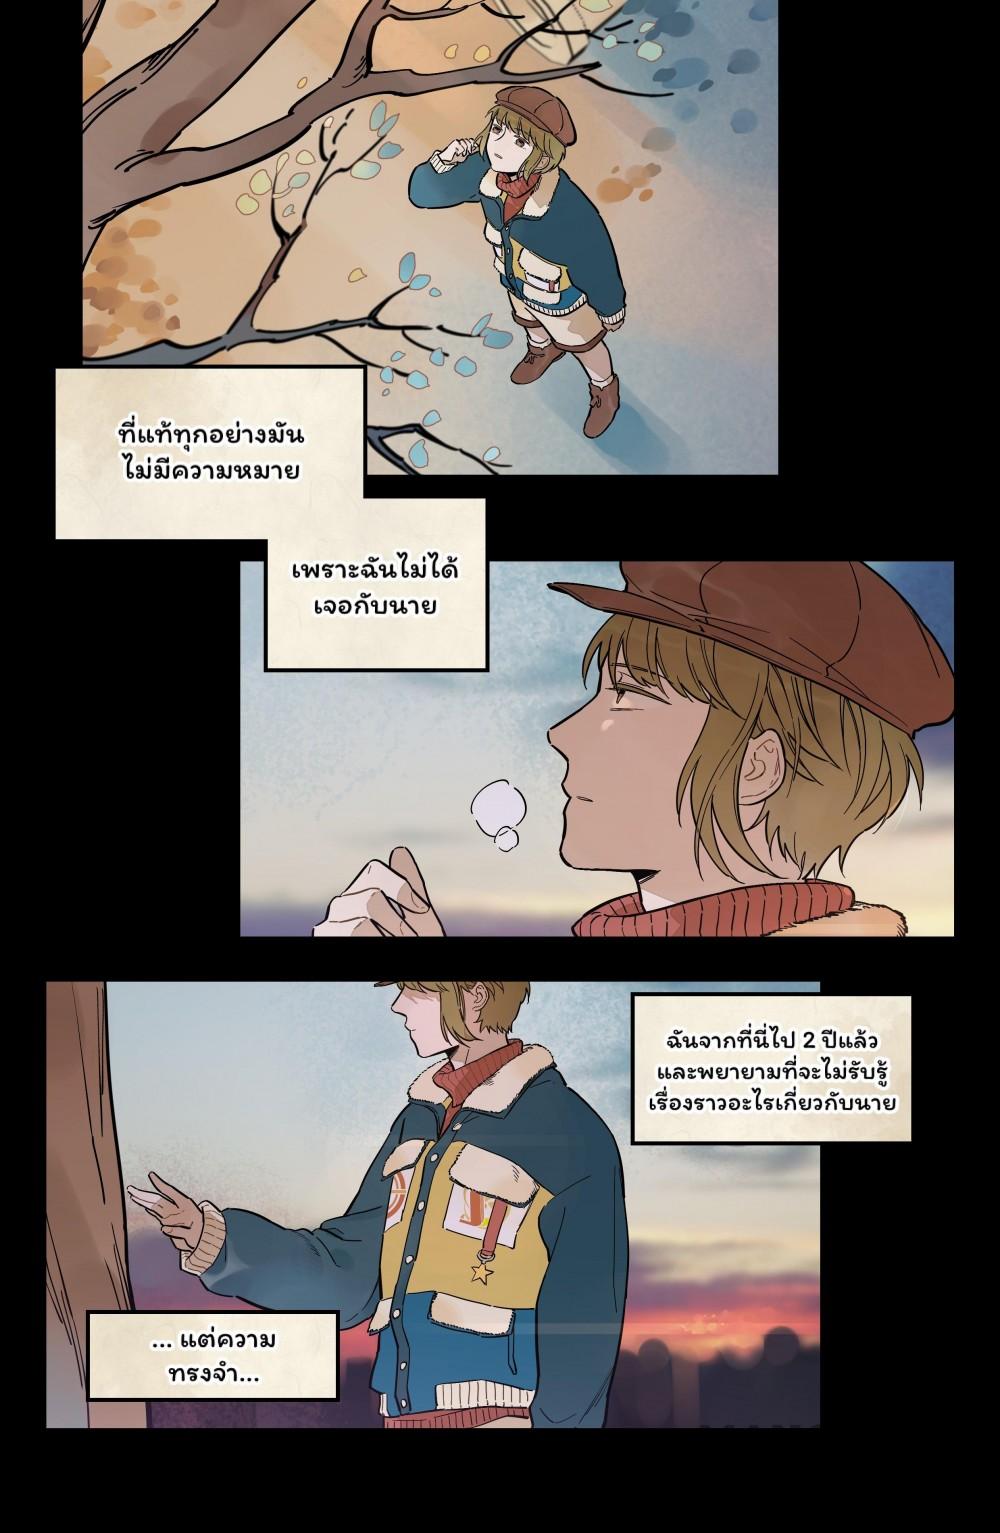 ที่แท้ทุกอย่างมัน
ไม่มีความหมาย
เพราะฉันไม่ได้
เจอกับนาย
ฉันจากที่นี่ไป 2 ปีแล้ว
และพยายามที่จะไม่รับรู้
เรื่องราวอะไรเกี่ยวกับนาย
... แต่ความ
ทรงจำ...